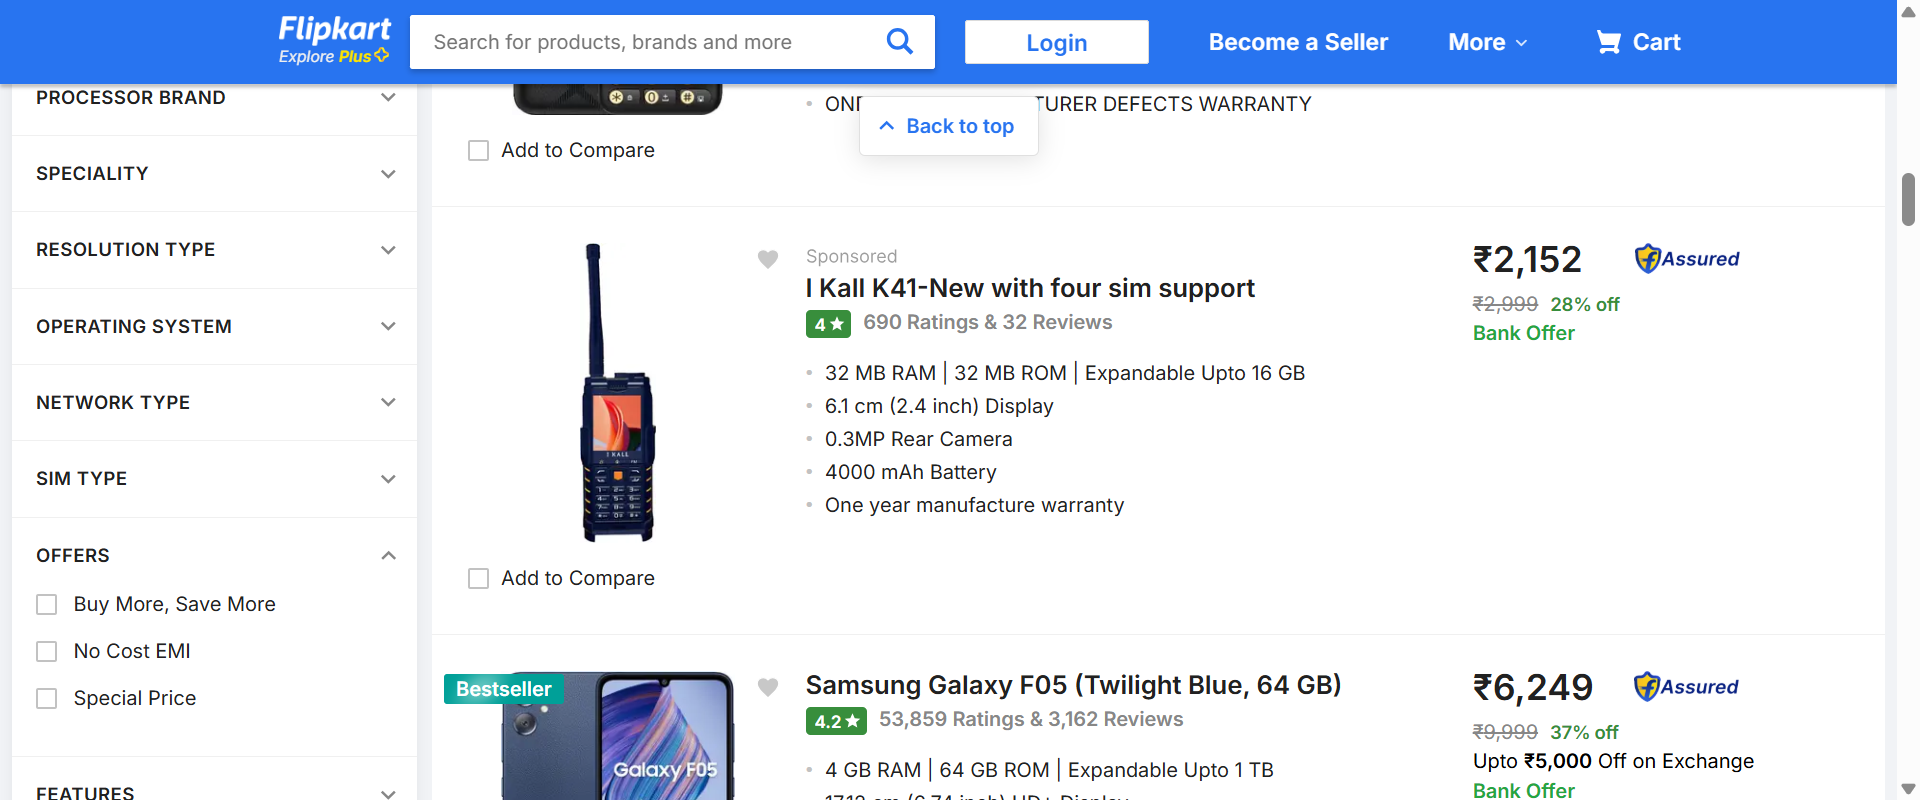 Flipkart
Explore Plus
Search for products, brands and more
Login
Become a Seller
More
Cart
PROCESSOR BRAND
SPECIALITY
RESOLUTION TYPE
OPERATING SYSTEM
NETWORK TYPE
SIM TYPE
OFFERS
Buy More, Save More
No Cost EMI
Special Price
FEATURES
TURER DEFECTS WARRANTY
Back to top
Add to Compare
Sponsored
I Kall K41-New with four sim support
4★ 690 Ratings & 32 Reviews
32 MB RAM | 32 MB ROM | Expandable Upto 16 GB
6.1 cm (2.4 inch) Display
0.3MP Rear Camera
4000 mAh Battery
One year manufacture warranty
₹2,152
Assured
₹2,999 28% off
Bank Offer
I KALL
Add to Compare
Bestseller
Galaxy F05
Samsung Galaxy F05 (Twilight Blue, 64 GB)
4.2★ 53,859 Ratings & 3,162 Reviews
4 GB RAM | 64 GB ROM | Expandable Upto 1 TB
₹6,249
Assured
₹9,999 37% off
Upto ₹5,000 Off on Exchange
Bank Offer